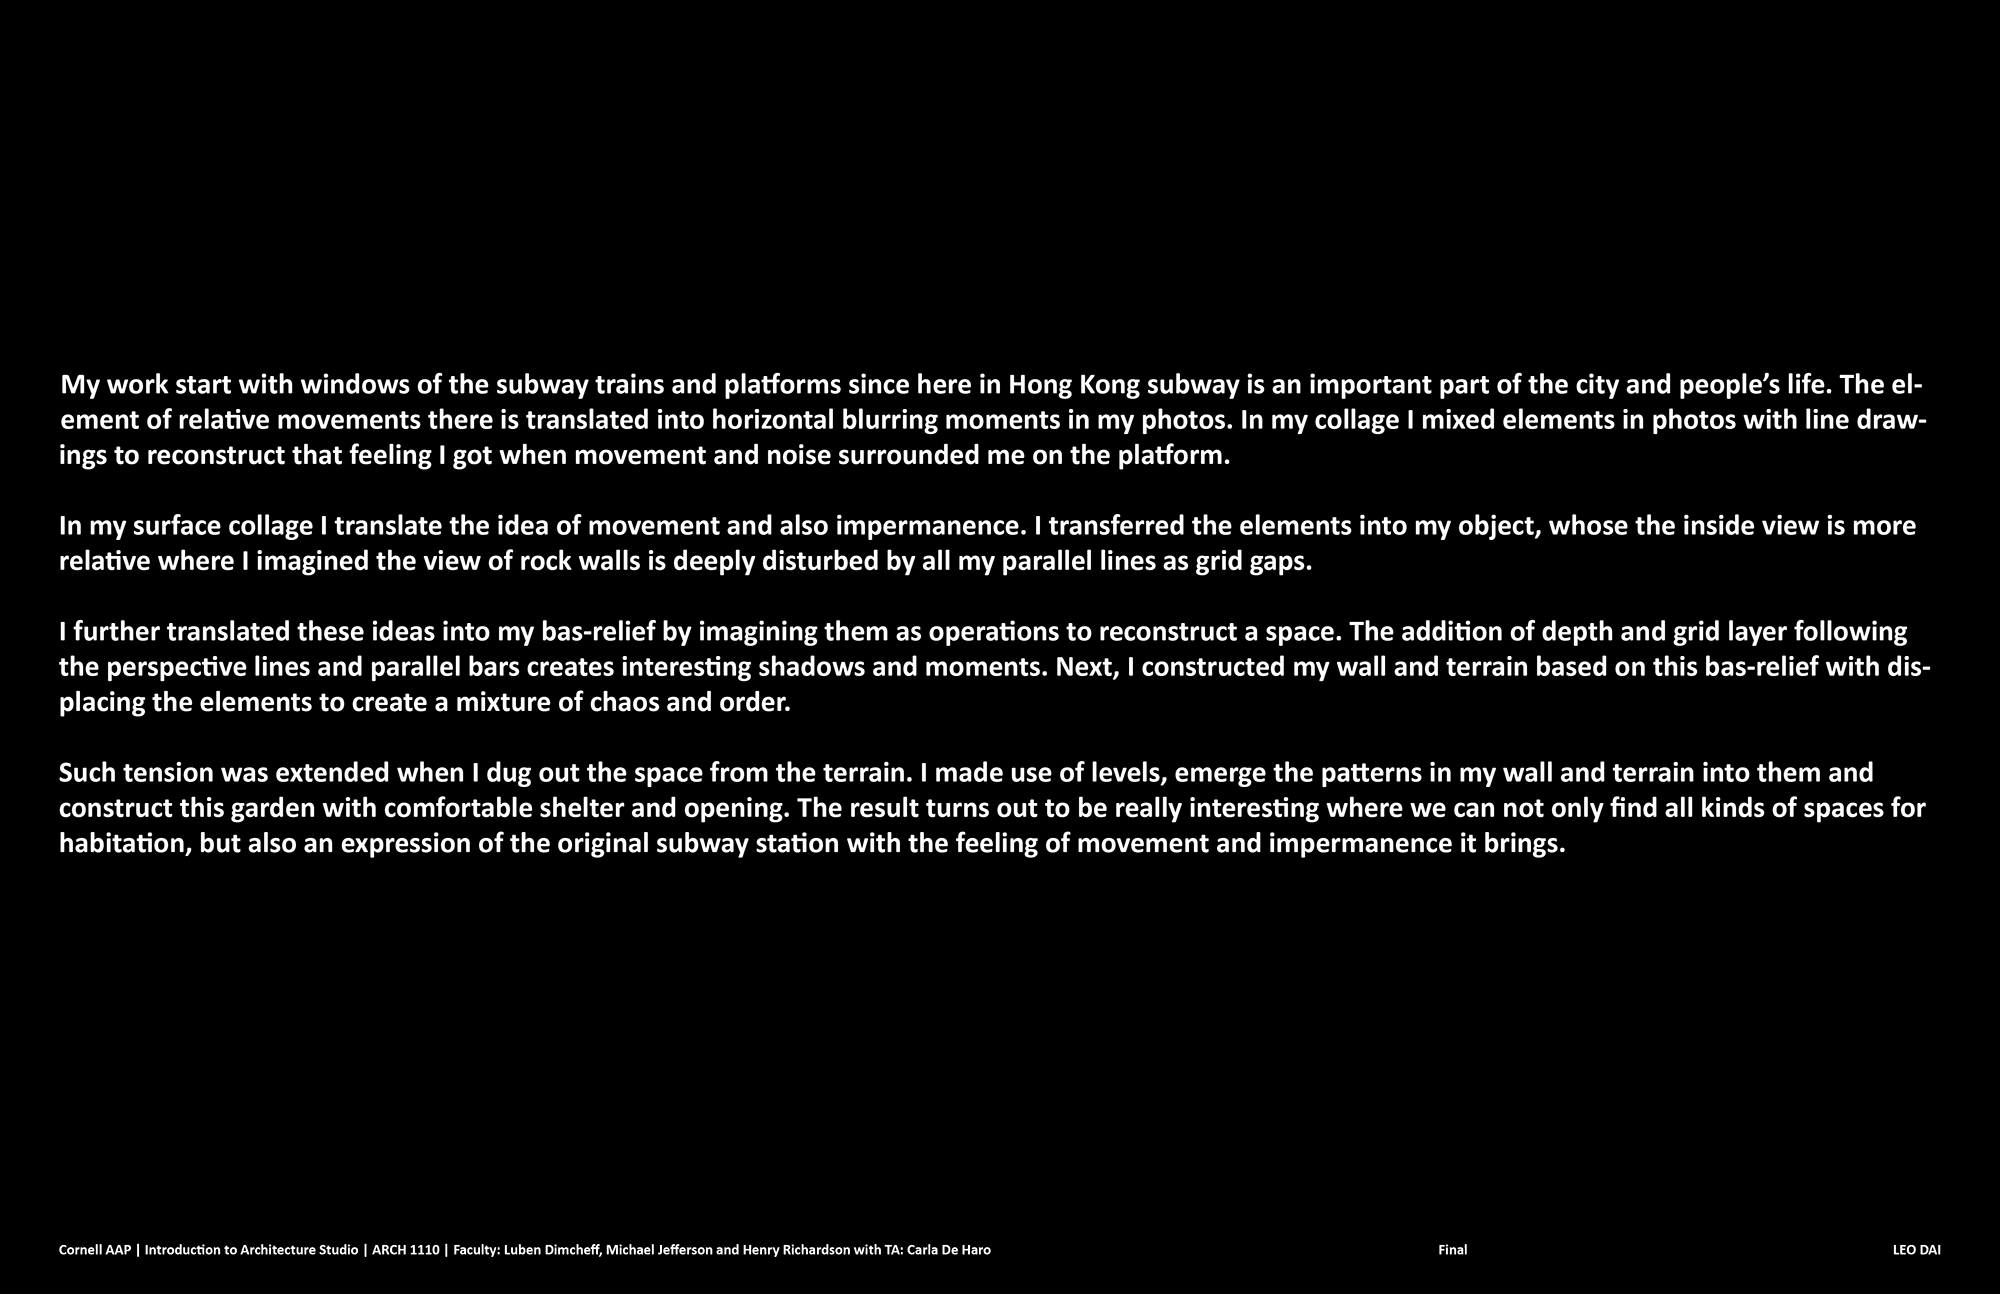 My work start with windows of the subway trains and platforms since here in Hong Kong subway is an important part of the city and people’s life. The el-
ement of relative movements there is translated into horizontal blurring moments in my photos. In my collage I mixed elements in photos with line draw-
ings to reconstruct that feeling I got when movement and noise surrounded me on the platform.
In my surface collage I translate the idea of movement and also impermanence. I transferred the elements into my object, whose the inside view is more
relative where I imagined the view of rock walls is deeply disturbed by all my parallel lines as grid gaps.
I further translated these ideas into my bas-relief by imagining them as operations to reconstruct a space. The addition of depth and grid layer following
the perspective lines and parallel bars creates interesting shadows and moments. Next, I constructed my wall and terrain based on this bas-relief with dis-
placing the elements to create a mixture of chaos and order.
Such tension was extended when I dug out the space from the terrain. I made use of levels, emerge the patterns in my wall and terrain into them and
construct this garden with comfortable shelter and opening. The result turns out to be really interesting where we can not only find all kinds of spaces for
habitation, but also an expression of the original subway station with the feeling of movement and impermanence it brings.
Cornell AAP | Introduction to Architecture Studio | ARCH 1110 | Faculty: Luben Dimcheff, Michael Jefferson and Henry Richardson with TA: Carla De Haro
Final
LEO DAI